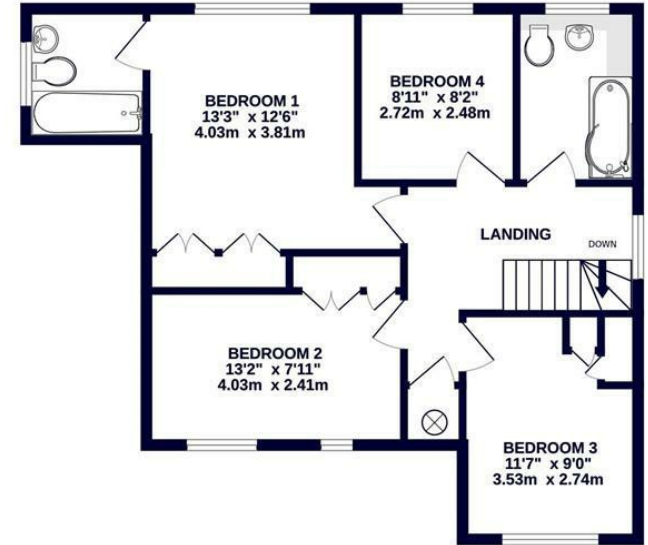 BEDROOM 1
13'3" x 12'6"
4.03m x 3.81m
BEDROOM 4
8'11" x 8'2"
2.72m x 2.48m
LANDING
DOWN
BEDROOM 2
13'2" x 7'11"
4.03m x 2.41m
BEDROOM 3
11'7" x 9'0"
3.53m x 2.74m